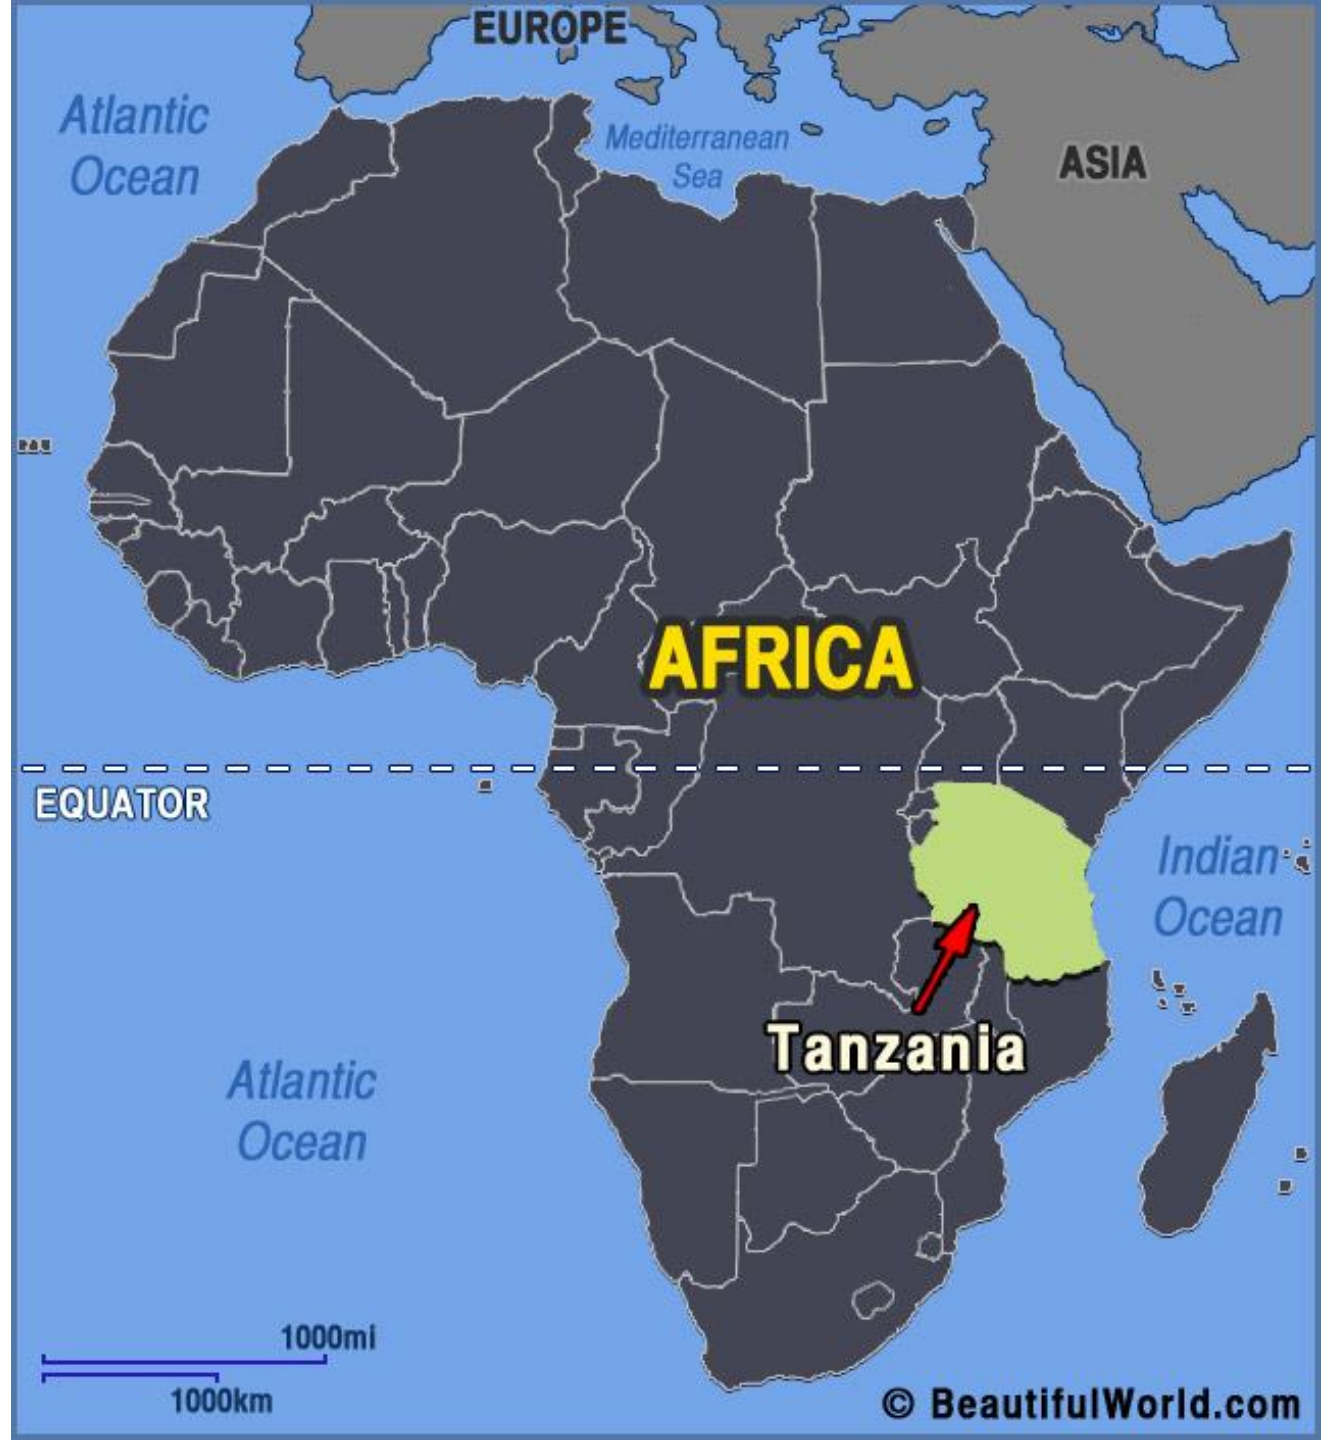 EUROPE
Atlantic
Ocean
Mediterranean
Sea
ASIA
AFRICA
EQUATOR
Indian
Ocean
Tanzania
Atlantic
Ocean
1000mi
1000km
© BeautifulWorld.com